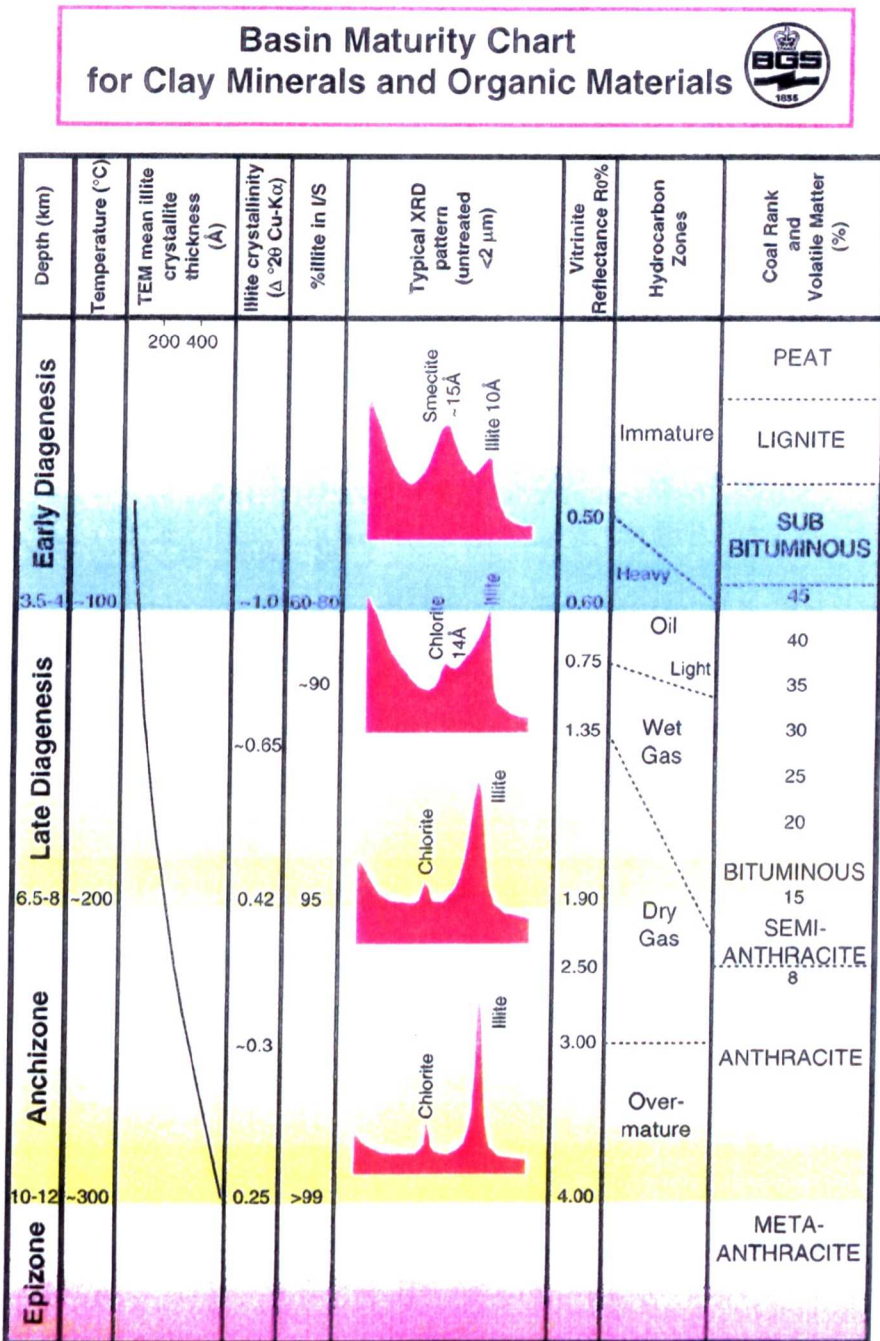 Basin Maturity Chart
for Clay Minerals and Organic Materials
BGS
1835
Depth (km)
Temperature (°C)
TEM mean illite
crystallite
thickness
(Å)
Illite crystallinity
(Δ °2θ Cu-Kα)
%illite in I/S
Typical XRD
pattern
(untreated
<2 μm)
Vitrinite
Reflectance Ro%
Hydrocarbon
Zones
Coal Rank
and
Volatile Matter
(%)
200 400
Early Diagenesis
Smectite
~15Å
Illite 10Å
Immature
PEAT
LIGNITE
0.50
SUB
BITUMINOUS
Heavy
3.5-4
~100
~1.0
60-80
0.60
45
Late Diagenesis
Chlorite
14Å
Illite
Oil
40
0.75
Light
~90
35
1.35
Wet
Gas
30
~0.65
25
20
Chlorite
Illite
BITUMINOUS
6.5-8
~200
0.42
95
1.90
15
Dry
Gas
SEMI-
ANTHRACITE
2.50
8
Anchizone
Chlorite
Illite
~0.3
3.00
ANTHRACITE
Over-
mature
10-12
~300
0.25
>99
4.00
Epizone
META-
ANTHRACITE